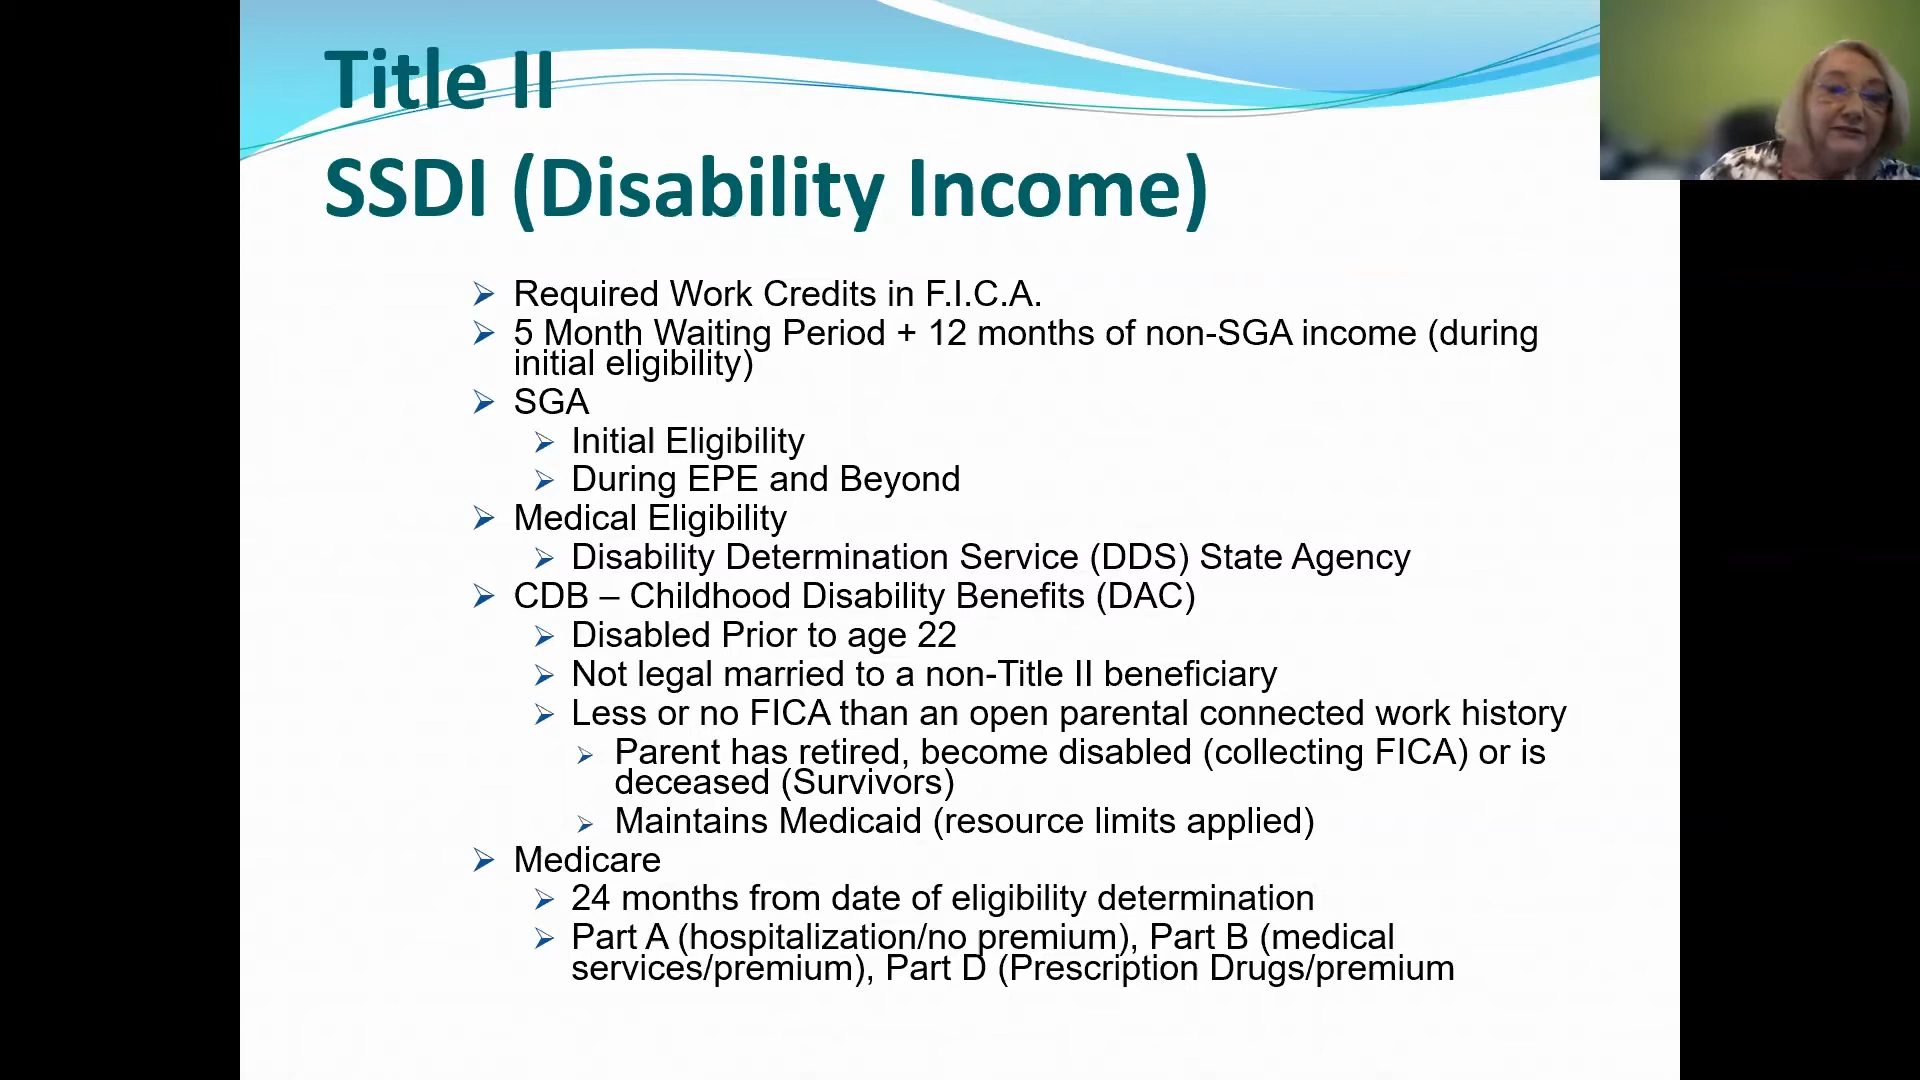 Title II
SSDI (Disability Income)
Required Work Credits in F.I.C.A.
5 Month Waiting Period + 12 months of non-SGA income (during
initial eligibility)
SGA
Initial Eligibility
During EPE and Beyond
Medical Eligibility
Disability Determination Service (DDS) State Agency
CDB – Childhood Disability Benefits (DAC)
Disabled Prior to age 22
Not legal married to a non-Title II beneficiary
Less or no FICA than an open parental connected work history
Parent has retired, become disabled (collecting FICA) or is
deceased (Survivors)
Maintains Medicaid (resource limits applied)
Medicare
24 months from date of eligibility determination
Part A (hospitalization/no premium), Part B (medical
services/premium), Part D (Prescription Drugs/premium